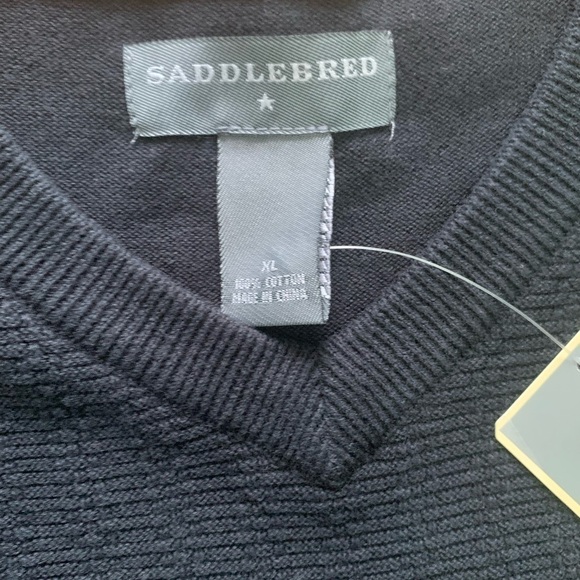 SADDLEBRED
XL
100% COTTON
MADE IN CHINA